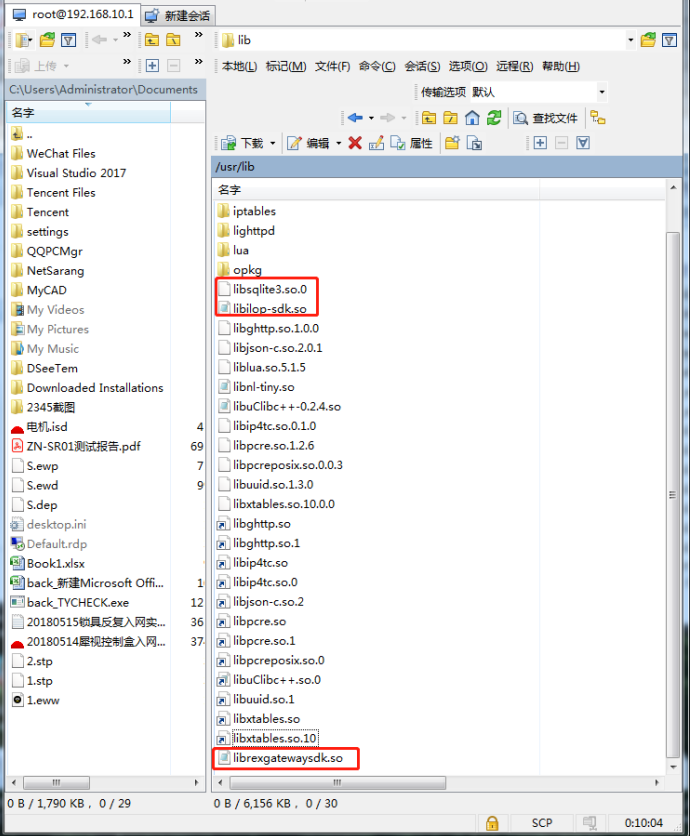 root@192.168.10.1 新建会话
» »
lib
上传 »
本地(L) 标记(M) 文件(F) 命令(C) 会话(S) 选项(O) 远程(R) 帮助(H)
传输选项 默认
查找文件
下载 编辑 属性
C:\Users\Administrator\Documents
名字
..
WeChat Files
Visual Studio 2017
Tencent Files
Tencent
settings
QQPCMgr
NetSarang
MyCAD
My Videos
My Pictures
My Music
DSeeTem
Downloaded Installations
2345截图
电机.isd 4
ZN-SR01测试报告.pdf 69
S.ewp 7
S.ewd 9
S.dep
desktop.ini
Default.rdp
Book1.xlsx
back_新建Microsoft Offi...
back_TYCHECK.exe 12
20180515锁具反复入网实... 36
20180514犀视控制盒入网... 374
2.stp
1.stp
1.eww
0 B / 1,790 KB， 0 / 29
/usr/lib
名字
iptables
lighttpd
lua
opkg
libsqlite3.so.0
libilop-sdk.so
libghttp.so.1.0.0
libjson-c.so.2.0.1
liblua.so.5.1.5
libnl-tiny.so
libuClibc++-0.2.4.so
libip4tc.so.0.1.0
libpcre.so.1.2.6
libpcreposix.so.0.0.3
libuuid.so.1.3.0
libxtables.so.10.0.0
libghttp.so
libghttp.so.1
libip4tc.so
libip4tc.so.0
libjson-c.so.2
libpcre.so
libpcre.so.1
libpcreposix.so.0
libuClibc++.so.0
libuuid.so.1
libxtables.so
libxtables.so.10
librexgatewaysdk.so
0 B / 6,156 KB， 0 / 30
SCP 0:10:04